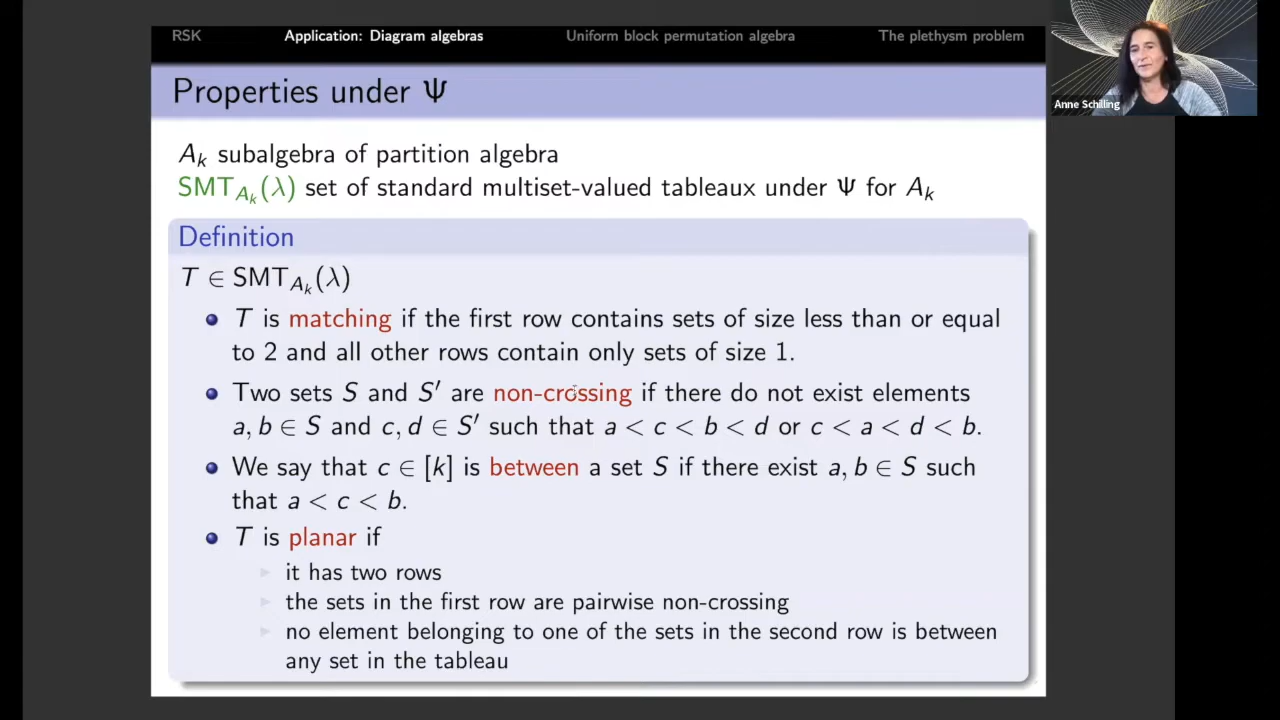 RSK Application: Diagram algebras Uniform block permutation algebra The plethysm problem
Properties under Ψ
Anne Schilling
A_k subalgebra of partition algebra
SMT_{A_k}(λ) set of standard multiset-valued tableaux under Ψ for A_k
Definition
T ∈ SMT_{A_k}(λ)
T is matching if the first row contains sets of size less than or equal
to 2 and all other rows contain only sets of size 1.
Two sets S and S′ are non-crossing if there do not exist elements
a, b ∈ S and c, d ∈ S′ such that a < c < b < d or c < a < d < b.
We say that c ∈ [k] is between a set S if there exist a, b ∈ S such
that a < c < b.
T is planar if
it has two rows
the sets in the first row are pairwise non-crossing
no element belonging to one of the sets in the second row is between
any set in the tableau